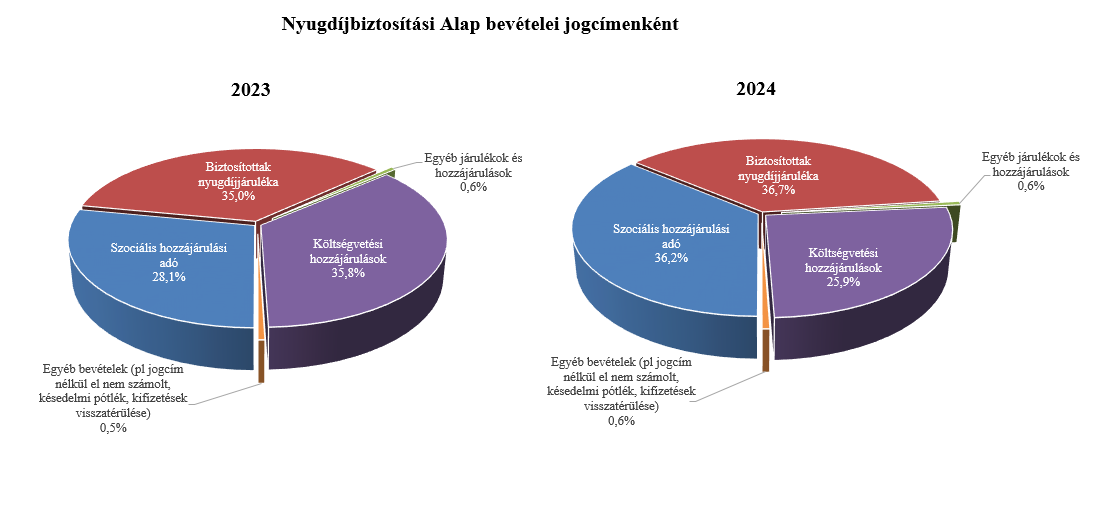 Nyugdíjbiztosítási Alap bevételei jogcímenként
2023
Biztosítottak
nyugdíjjáruléka
35,0%
Egyéb járulékok és
hozzájárulások
0,6%
Szociális hozzájárulási
adó
28,1%
Költségvetési
hozzájárulások
35,8%
Egyéb bevételek (pl jogcím
nélkül el nem számolt,
késedelmi pótlék, kifizetések
visszatérülése)
0,5%
2024
Biztosítottak
nyugdíjjáruléka
36,7%
Egyéb járulékok és
hozzájárulások
0,6%
Szociális hozzájárulási
adó
36,2%
Költségvetési
hozzájárulások
25,9%
Egyéb bevételek (pl jogcím
nélkül el nem számolt,
késedelmi pótlék, kifizetések
visszatérülése)
0,6%